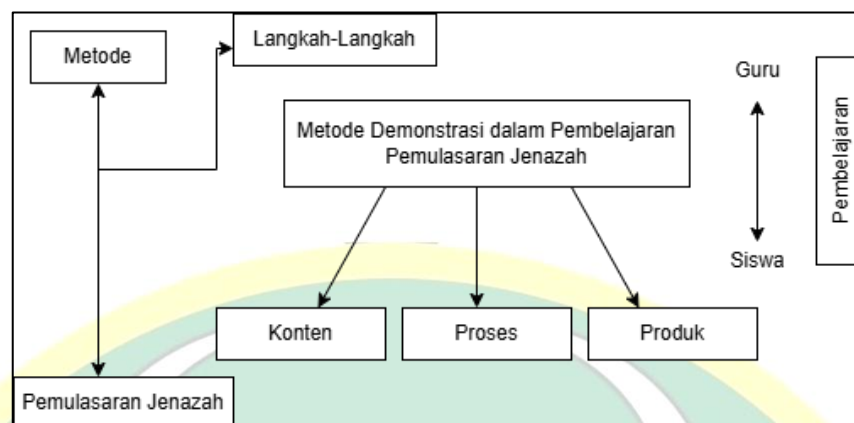 Langkah-Langkah
Metode
Guru
Metode Demonstrasi dalam Pembelajaran
Pemulasaran Jenazah
Pembelajaran
Siswa
Konten
Proses
Produk
Pemulasaran Jenazah